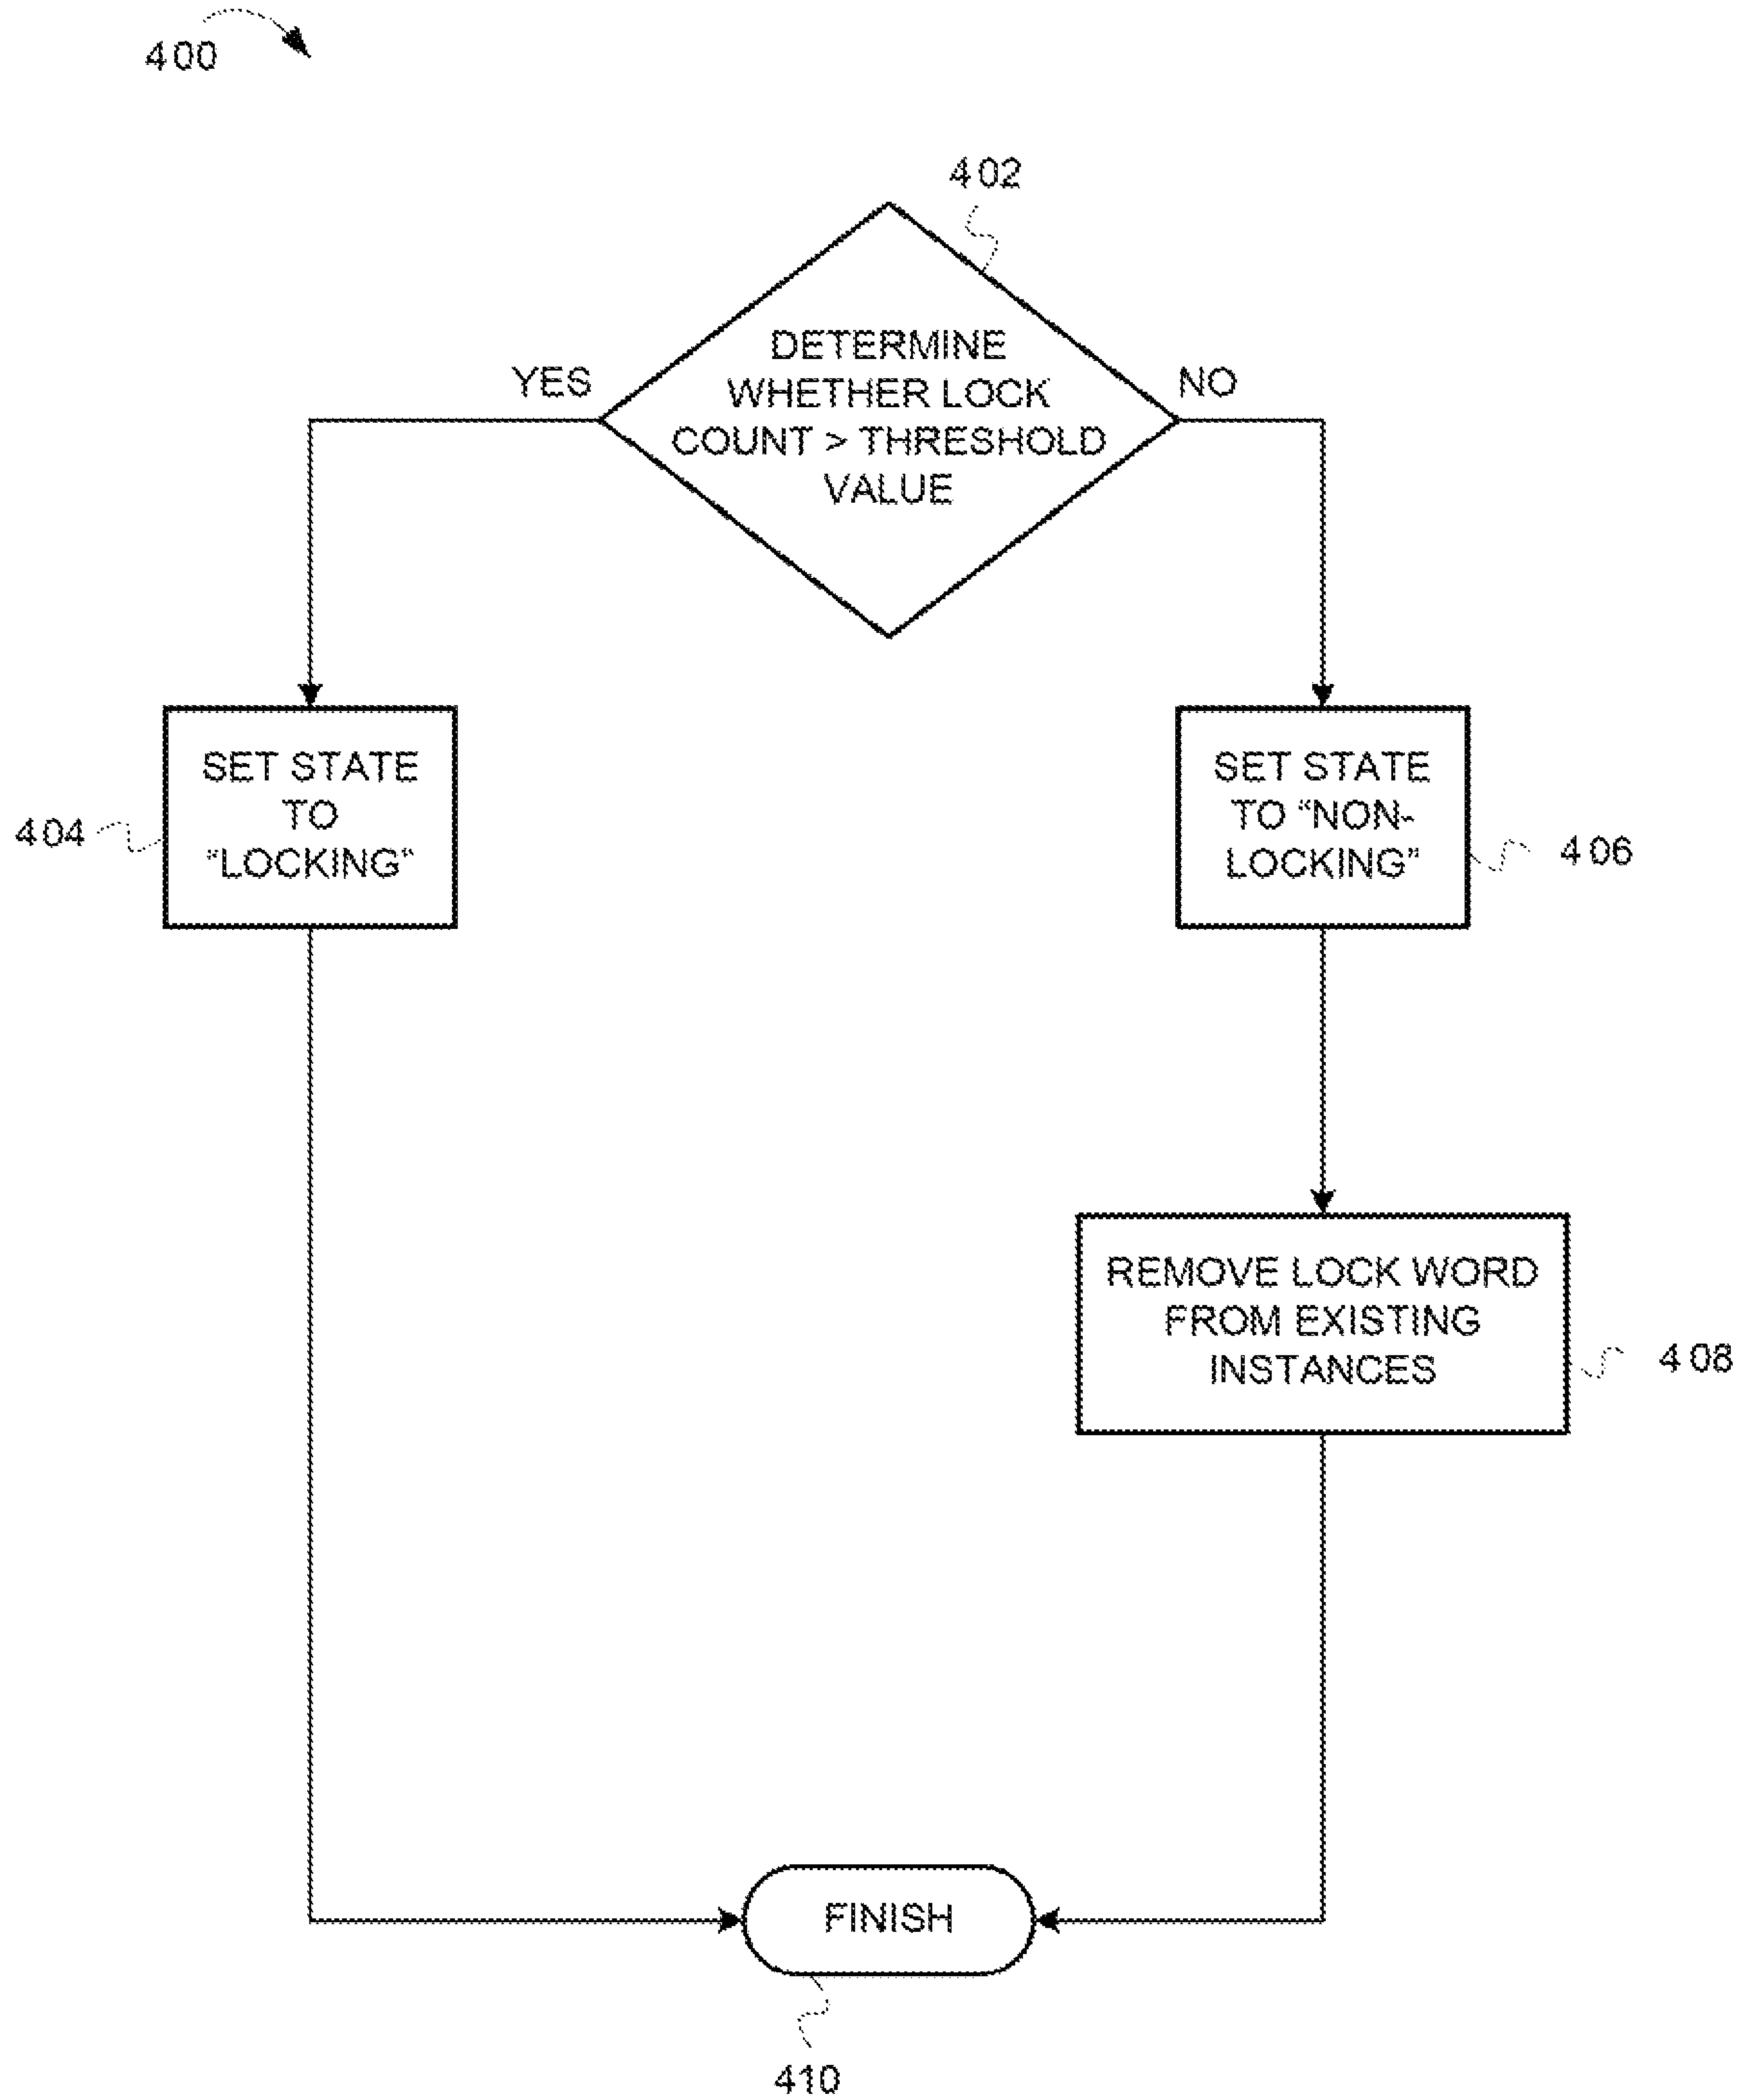 400
402
DETERMINE
WHETHER LOCK
COUNT > THRESHOLD
VALUE
YES
NO
SET STATE
TO
"LOCKING"
404
SET STATE
TO "NON-
LOCKING"
406
REMOVE LOCK WORD
FROM EXISTING
INSTANCES
408
FINISH
410